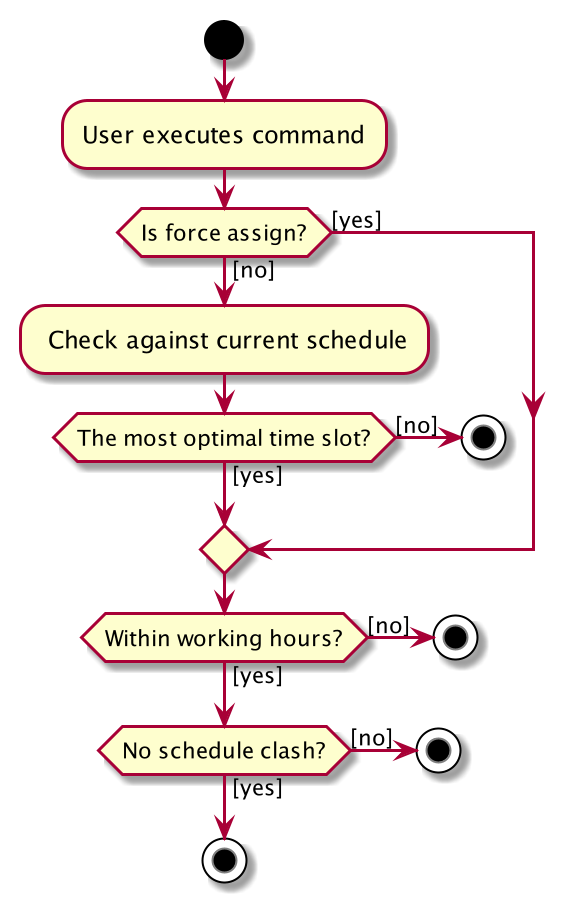 User executes command
Is force assign?
[yes]
[no]
Check against current schedule
The most optimal time slot?
[no]
[yes]
Within working hours?
[no]
[yes]
No schedule clash?
[no]
[yes]